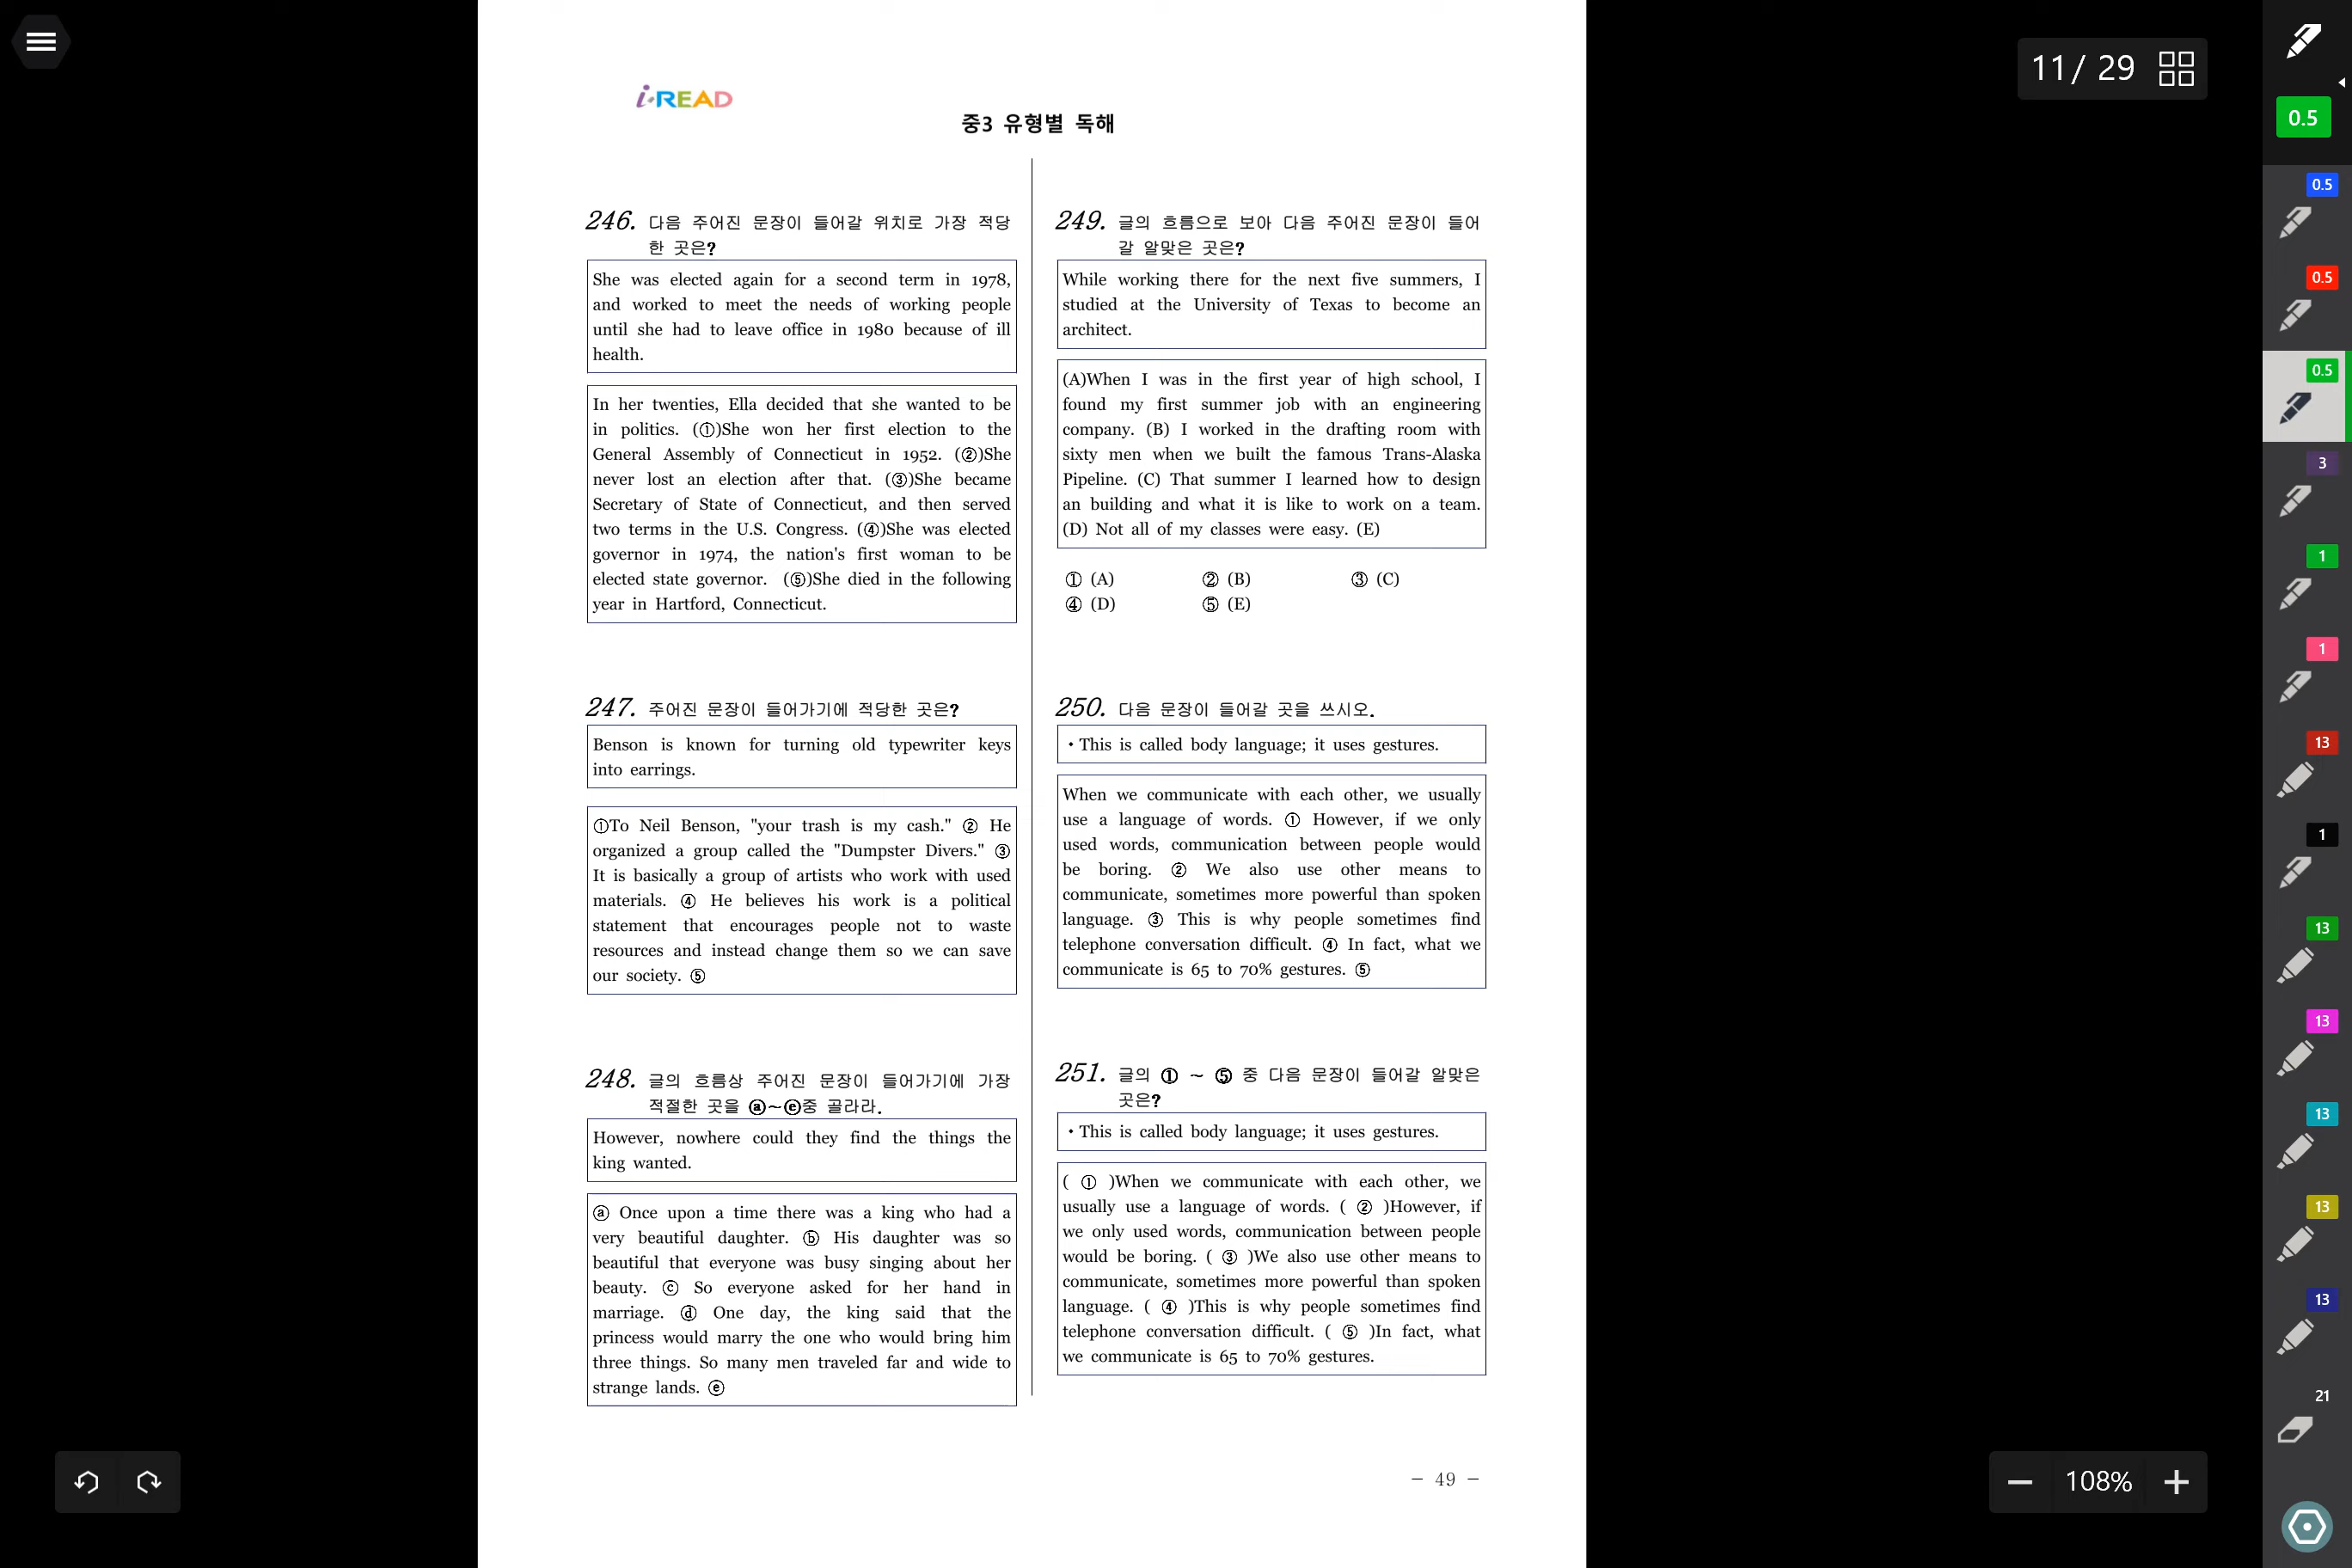 11/ 29
0.5
0.5
0.5
0.5
3
1
1
13
1
13
13
13
13
13
21
i-READ
중3 유형별 독해
246. 다음 주어진 문장이 들어갈 위치로 가장 적당
한 곳은?
She was elected again for a second term in 1978,
and worked to meet the needs of working people
until she had to leave office in 1980 because of ill
health.
In her twenties, Ella decided that she wanted to be
in politics. (①)She won her first election to the
General Assembly of Connecticut in 1952. (②)She
never lost an election after that. (③)She became
Secretary of State of Connecticut, and then served
two terms in the U.S. Congress. (④)She was elected
governor in 1974, the nation's first woman to be
elected state governor. (⑤)She died in the following
year in Hartford, Connecticut.
247. 주어진 문장이 들어가기에 적당한 곳은?
Benson is known for turning old typewriter keys
into earrings.
①To Neil Benson, "your trash is my cash." ② He
organized a group called the "Dumpster Divers." ③
It is basically a group of artists who work with used
materials. ④ He believes his work is a political
statement that encourages people not to waste
resources and instead change them so we can save
our society. ⑤
248. 글의 흐름상 주어진 문장이 들어가기에 가장
적절한 곳을 ⓐ~ⓔ중 골라라.
However, nowhere could they find the things the
king wanted.
ⓐ Once upon a time there was a king who had a
very beautiful daughter. ⓑ His daughter was so
beautiful that everyone was busy singing about her
beauty. ⓒ So everyone asked for her hand in
marriage. ⓓ One day, the king said that the
princess would marry the one who would bring him
three things. So many men traveled far and wide to
strange lands. ⓔ
249. 글의 흐름으로 보아 다음 주어진 문장이 들어
갈 알맞은 곳은?
While working there for the next five summers, I
studied at the University of Texas to become an
architect.
(A)When I was in the first year of high school, I
found my first summer job with an engineering
company. (B) I worked in the drafting room with
sixty men when we built the famous Trans-Alaska
Pipeline. (C) That summer I learned how to design
an building and what it is like to work on a team.
(D) Not all of my classes were easy. (E)
① (A) ② (B) ③ (C)
④ (D) ⑤ (E)
250. 다음 문장이 들어갈 곳을 쓰시오.
・This is called body language; it uses gestures.
When we communicate with each other, we usually
use a language of words. ① However, if we only
used words, communication between people would
be boring. ② We also use other means to
communicate, sometimes more powerful than spoken
language. ③ This is why people sometimes find
telephone conversation difficult. ④ In fact, what we
communicate is 65 to 70% gestures. ⑤
251. 글의 ① ~ ⑤ 중 다음 문장이 들어갈 알맞은
곳은?
・This is called body language; it uses gestures.
( ① )When we communicate with each other, we
usually use a language of words. ( ② )However, if
we only used words, communication between people
would be boring. ( ③ )We also use other means to
communicate, sometimes more powerful than spoken
language. ( ④ )This is why people sometimes find
telephone conversation difficult. ( ⑤ )In fact, what
we communicate is 65 to 70% gestures.
- 49 -
108%